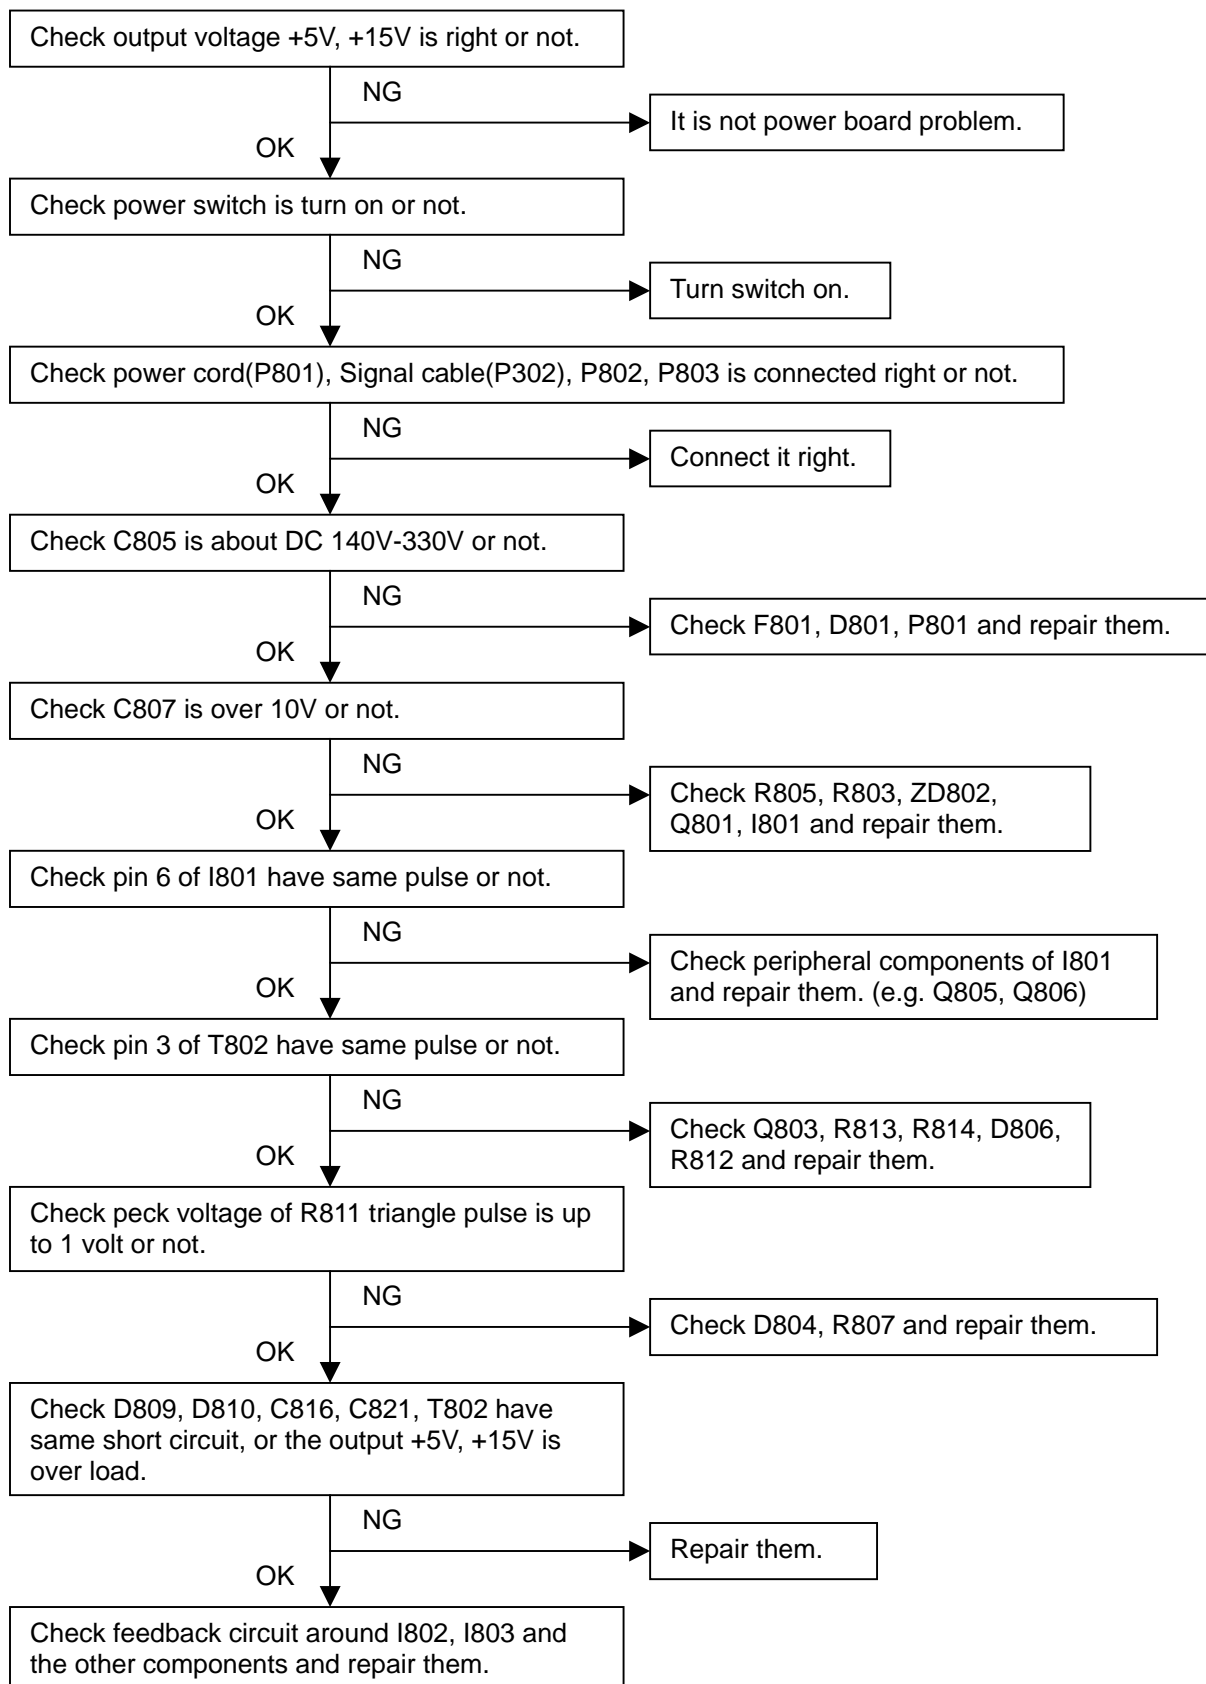 Check output voltage +5V, +15V is right or not.
NG
It is not power board problem.
OK
Check power switch is turn on or not.
NG
Turn switch on.
OK
Check power cord(P801), Signal cable(P302), P802, P803 is connected right or not.
NG
Connect it right.
OK
Check C805 is about DC 140V-330V or not.
NG
Check F801, D801, P801 and repair them.
OK
Check C807 is over 10V or not.
NG
Check R805, R803, ZD802,
Q801, I801 and repair them.
OK
Check pin 6 of I801 have same pulse or not.
NG
Check peripheral components of I801
and repair them. (e.g. Q805, Q806)
OK
Check pin 3 of T802 have same pulse or not.
NG
Check Q803, R813, R814, D806,
R812 and repair them.
OK
Check peck voltage of R811 triangle pulse is up
to 1 volt or not.
NG
Check D804, R807 and repair them.
OK
Check D809, D810, C816, C821, T802 have
same short circuit, or the output +5V, +15V is
over load.
NG
Repair them.
OK
Check feedback circuit around I802, I803 and
the other components and repair them.